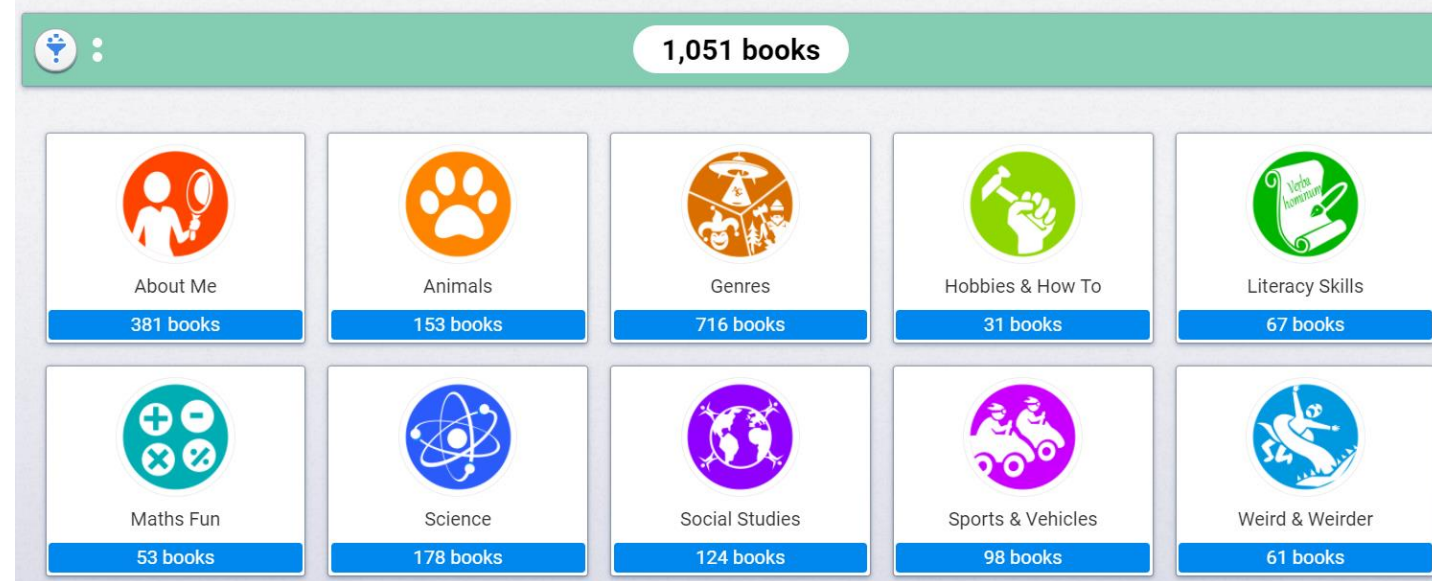 1,051 books
About Me
381 books
Animals
153 books
Genres
716 books
Hobbies & How To
31 books
Verba
hominum
Literacy Skills
67 books
Maths Fun
53 books
Science
178 books
Social Studies
124 books
Sports & Vehicles
98 books
Weird & Weirder
61 books